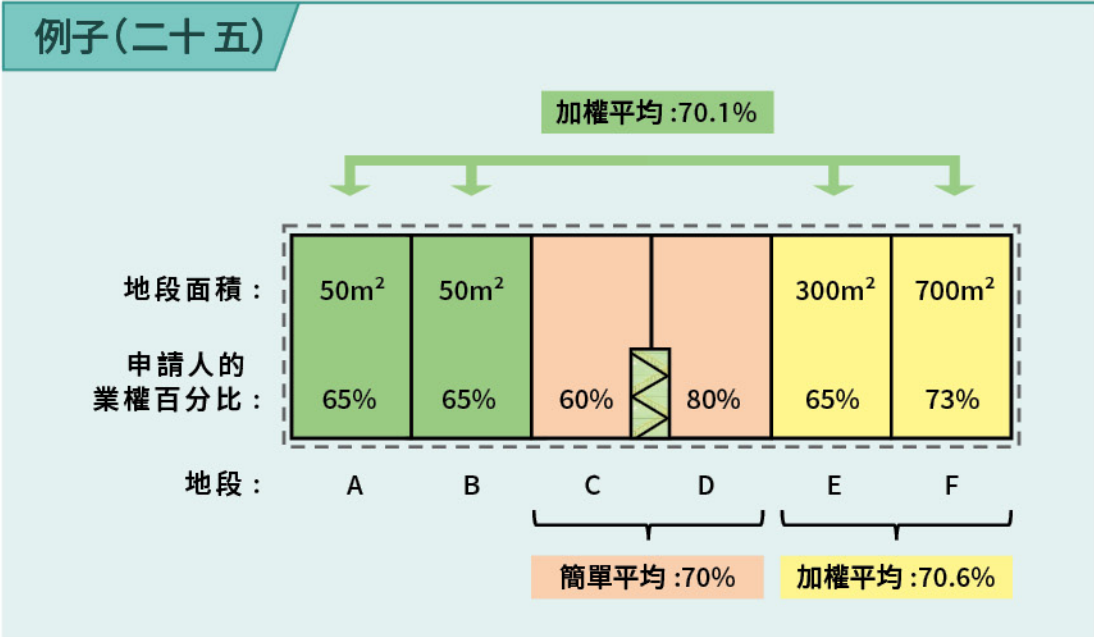 例子(二十 五)
加權平均 :70.1%
地段面積 : 50m² 50m² 300m² 700m²
申請人的
業權百分比 : 65% 65% 60% 80% 65% 73%
地段 : A B C D E F
簡單平均 :70% 加權平均 :70.6%